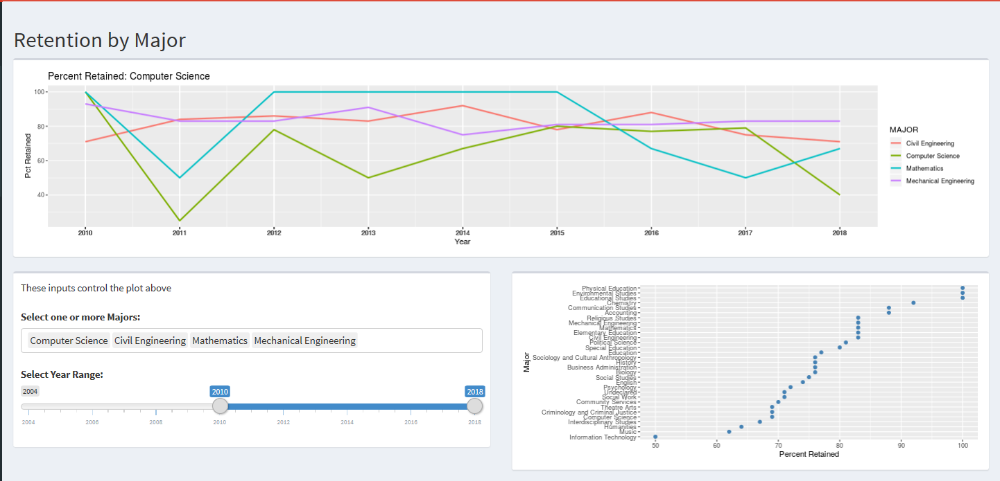 Retention by Major
Percent Retained: Computer Science
Pct Retained
100
80
60
40
2010 2011 2012 2013 2014 2015 2016 2017 2018
Year
MAJOR
Civil Engineering
Computer Science
Mathematics
Mechanical Engineering
These inputs control the plot above
Select one or more Majors:
Computer Science Civil Engineering Mathematics Mechanical Engineering
Select Year Range:
2004 2010 2018
2004 2006 2008 2010 2012 2014 2016 2018
Major
Physical Education
Environmental Studies
Educational Studies
Chemistry
Communication Studies
Accounting
Religious Studies
Mechanical Engineering
Mathematics
Elementary Education
Civil Engineering
Political Science
Special Education
Education
Sociology and Cultural Anthropology
History
Business Administration
Biology
Social Studies
English
Psychology
Undeclared
Social Work
Community Services
Theatre Arts
Criminology and Criminal Justice
Computer Science
Interdisciplinary Studies
Humanities
Music
Information Technology
50 60 70 80 90 100
Percent Retained